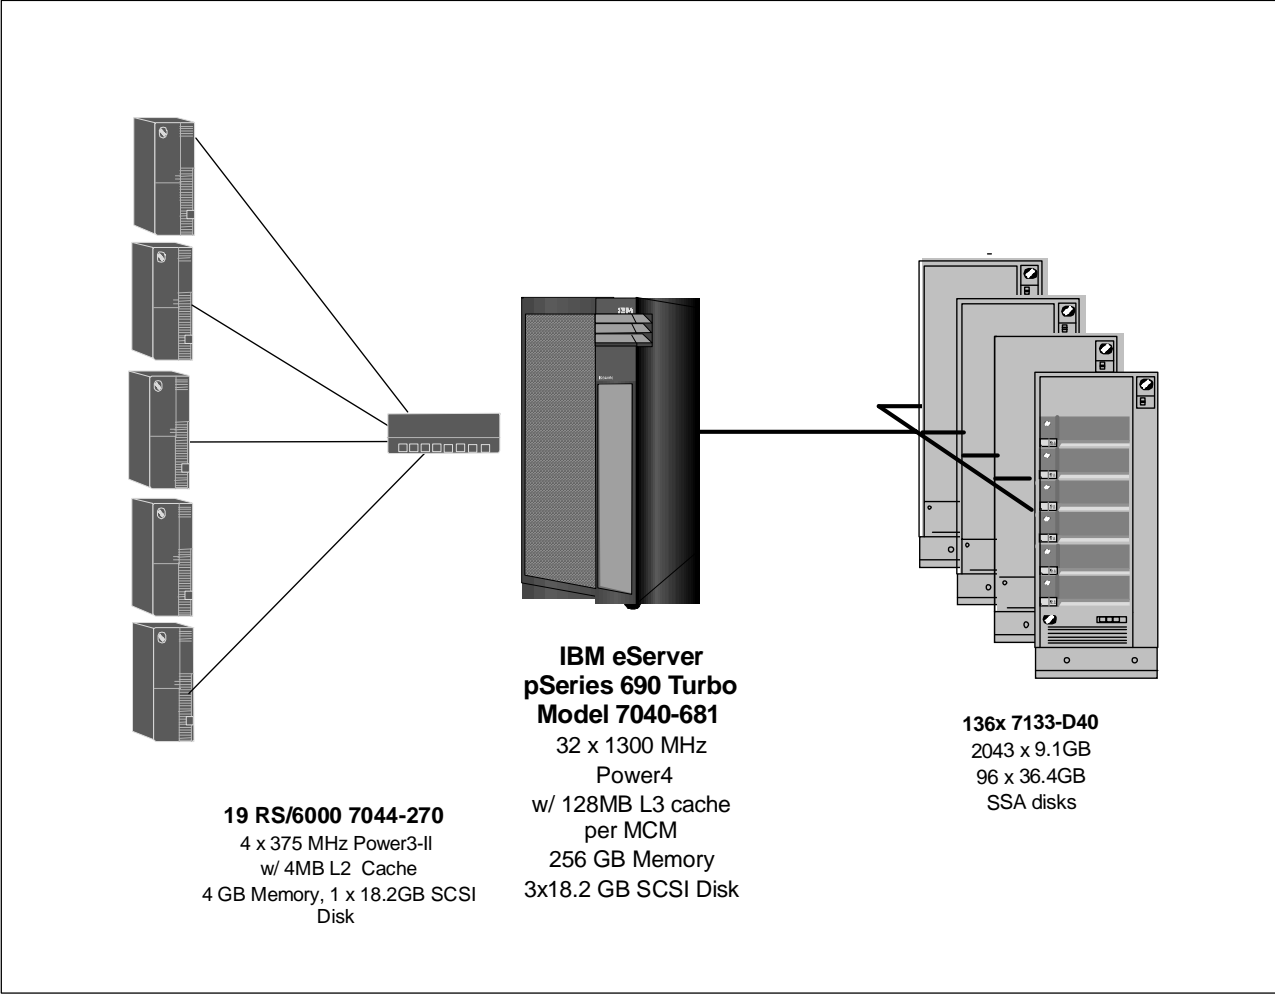 19 RS/6000 7044-270
4 x 375 MHz Power3-II
w/ 4MB L2 Cache
4 GB Memory, 1 x 18.2GB SCSI
Disk
IBM eServer
pSeries 690 Turbo
Model 7040-681
32 x 1300 MHz
Power4
w/ 128MB L3 cache
per MCM
256 GB Memory
3x18.2 GB SCSI Disk
136x 7133-D40
2043 x 9.1GB
96 x 36.4GB
SSA disks